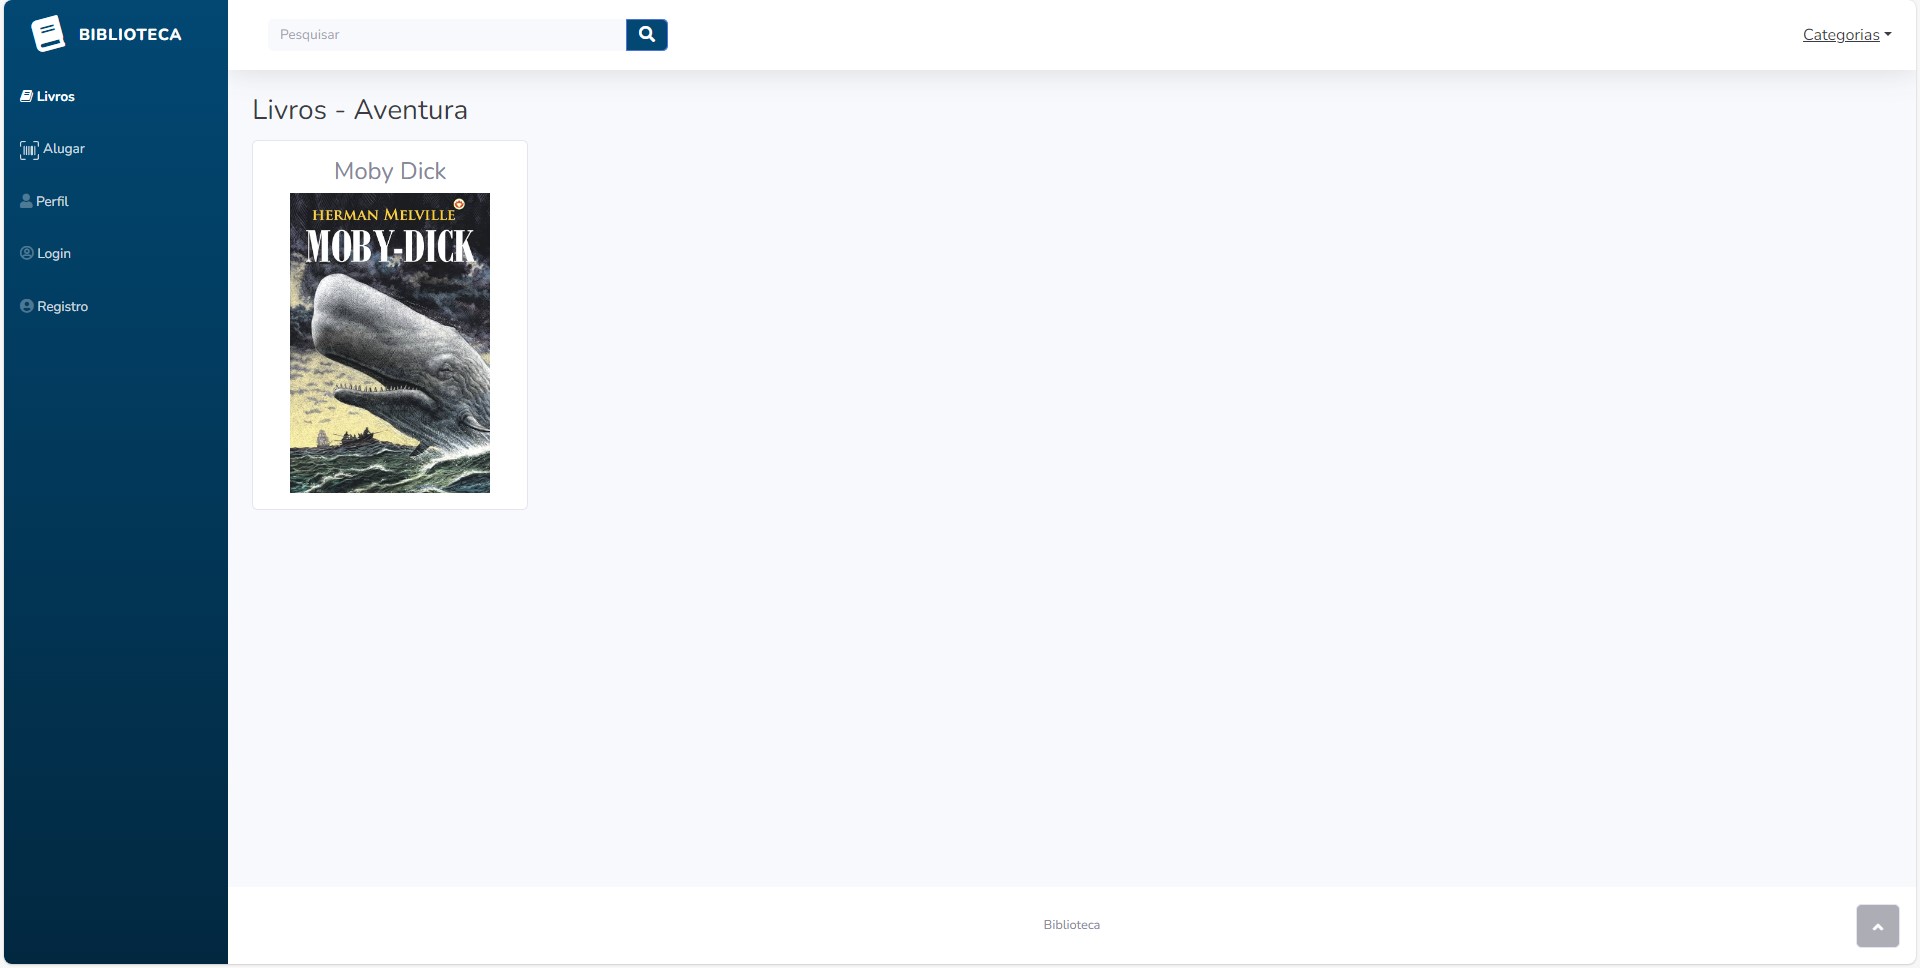 BIBLIOTECA
Livros
Alugar
Perfil
Login
Registro
Pesquisar
Categorias
Livros - Aventura
Moby Dick
HERMAN MELVILLE
MOBY-DICK
Biblioteca